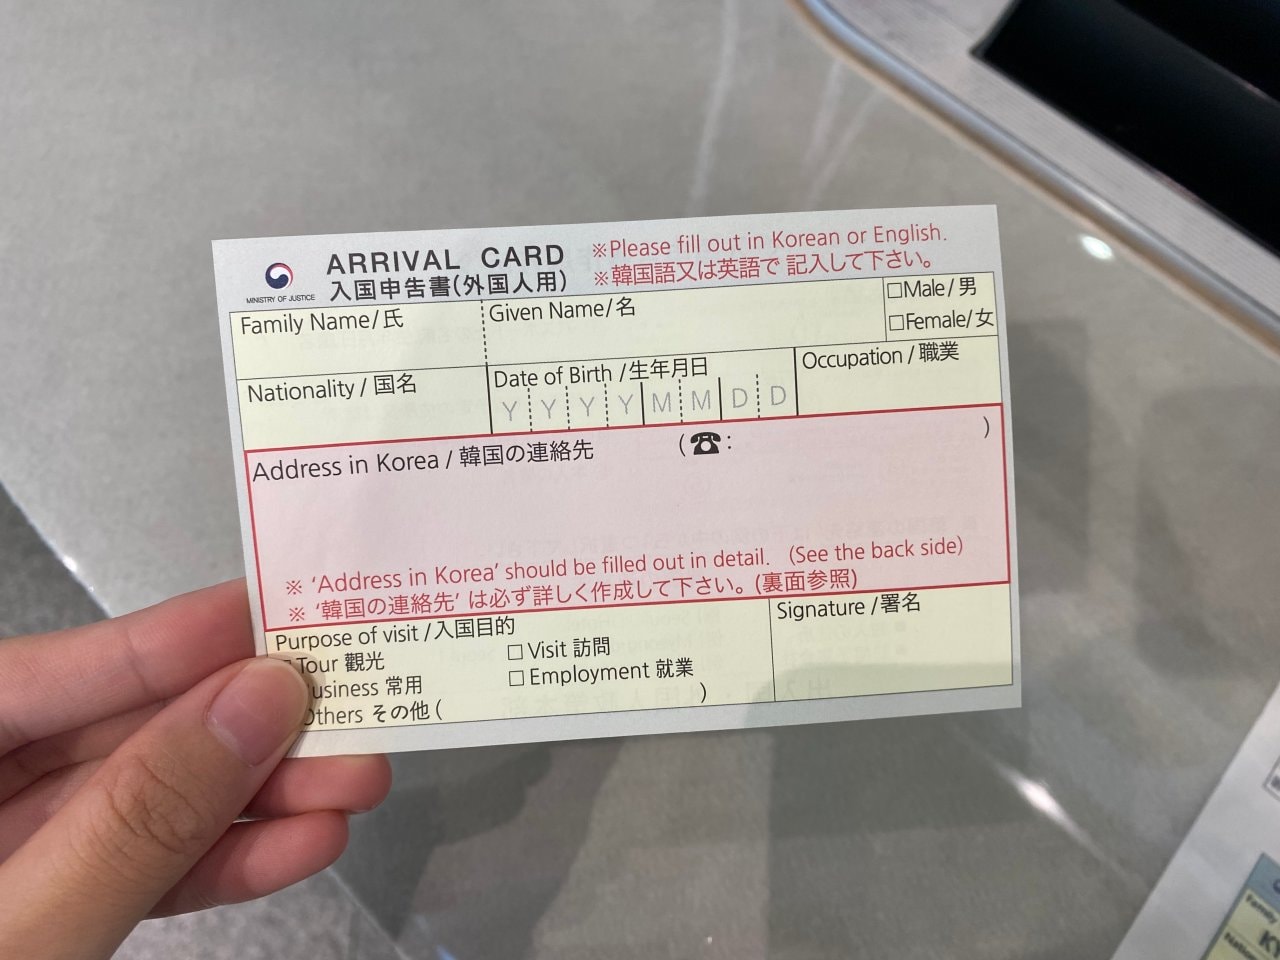 ARRIVAL CARD
入国申告書(外国人用)
MINISTRY OF JUSTICE
※Please fill out in Korean or English.
※韓国語又は英語で 記入して下さい。
Family Name/氏
Given Name/名
□Male/男
□Female/女
Nationality/国名
Date of Birth/生年月日
Y Y Y Y M M D D
Occupation/職業
Address in Korea/韓国の連絡先 (☎: )
※ 'Address in Korea' should be filled out in detail. (See the back side)
※ '韓国の連絡先' は必ず詳しく作成して下さい。(裏面参照)
Purpose of visit/入国目的
Tour 観光
□ Visit 訪問
usiness 常用
□ Employment 就業
Others その他 ( )
Signature/署名
Family